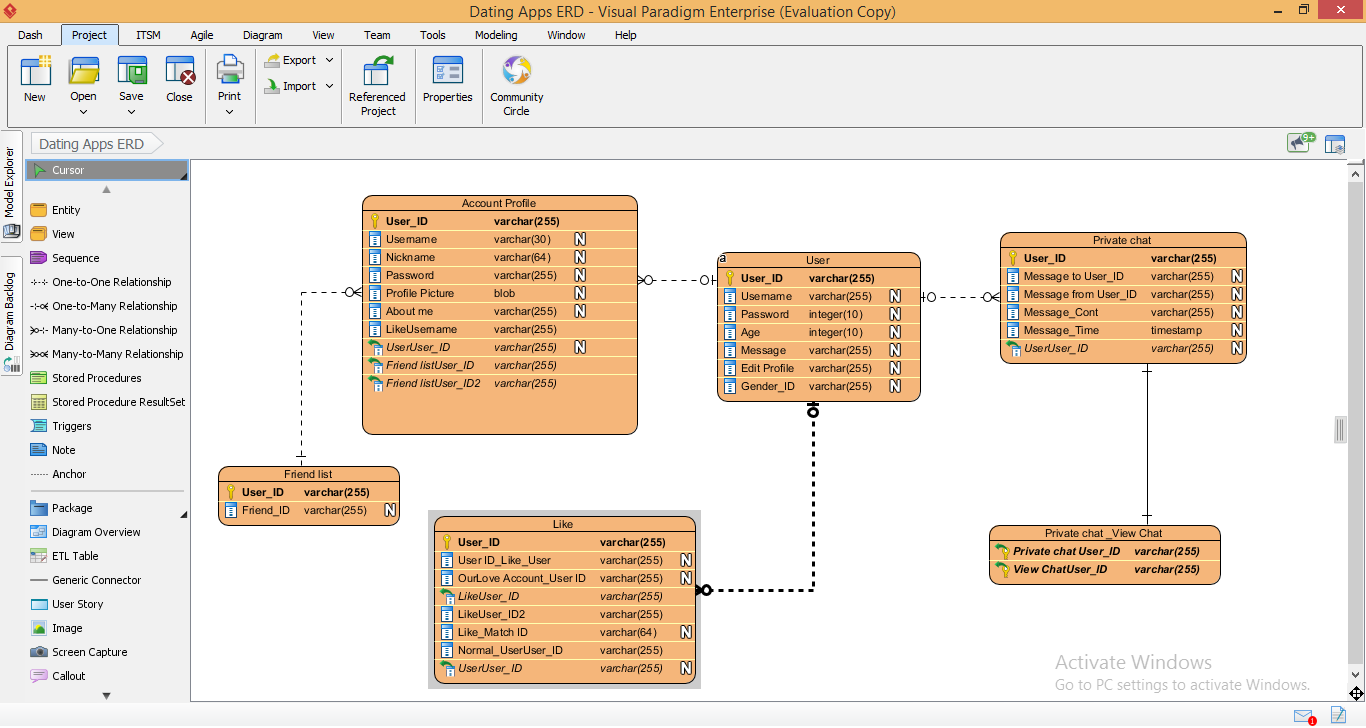 Dating Apps ERD - Visual Paradigm Enterprise (Evaluation Copy)
Dash Project ITSM Agile Diagram View Team Tools Modeling Window Help
New Open Save Close Print
Export
Import
Referenced Project
Properties
Community Circle
Model Explorer
Diagram Backlog
Dating Apps ERD
9+
Cursor
Entity
View
Sequence
One-to-One Relationship
One-to-Many Relationship
Many-to-One Relationship
Many-to-Many Relationship
Stored Procedures
Stored Procedure ResultSet
Triggers
Note
Anchor
Package
Diagram Overview
ETL Table
Generic Connector
User Story
Image
Screen Capture
Callout
Account Profile
User_ID varchar(255)
Username varchar(30) N
Nickname varchar(64) N
Password varchar(255) N
Profile Picture blob N
About me varchar(255) N
LikeUsername varchar(255)
UserUser_ID varchar(255) N
Friend listUser_ID varchar(255)
Friend listUser_ID2 varchar(255)
a
User
User_ID varchar(255)
Username varchar(255) N
Password integer(10) N
Age integer(10) N
Message varchar(255) N
Edit Profile varchar(255) N
Gender_ID varchar(255) N
Private chat
User_ID varchar(255)
Message to User_ID varchar(255) N
Message from User_ID varchar(255) N
Message_Cont varchar(255) N
Message_Time timestamp N
UserUser_ID varchar(255) N
Friend list
User_ID varchar(255)
Friend_ID varchar(255) N
Like
User_ID varchar(255)
User ID_Like_User varchar(255) N
OurLove Account_User ID varchar(255) N
LikeUser_ID varchar(255)
LikeUser_ID2 varchar(255)
Like_Match ID varchar(64) N
Normal_UserUser_ID varchar(255)
UserUser_ID varchar(255) N
Private chat _View Chat
Private chat User_ID varchar(255)
View ChatUser_ID varchar(255)
Activate Windows
Go to PC settings to activate Windows.
1